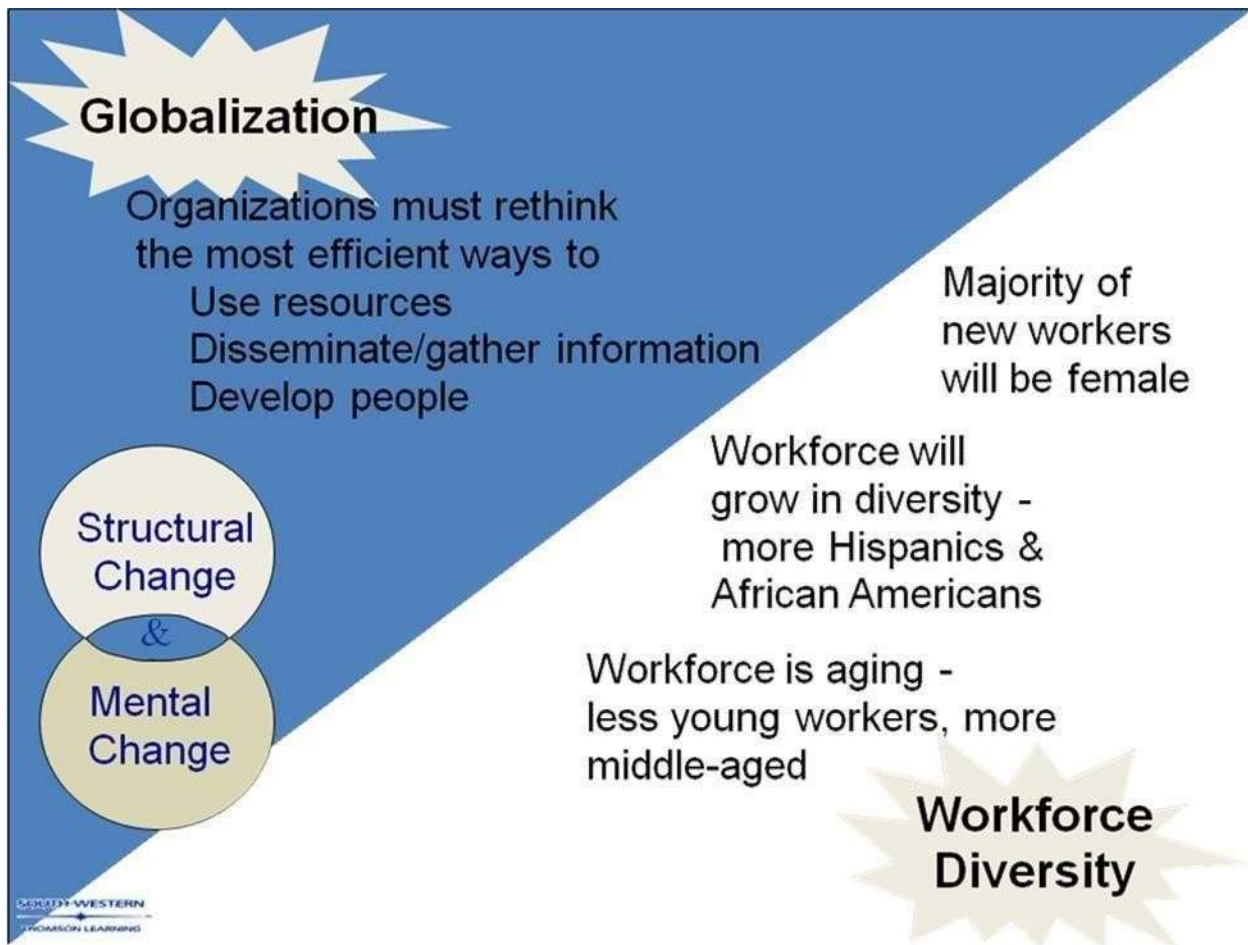 Globalization
Organizations must rethink
the most efficient ways to
Use resources
Disseminate/gather information
Develop people
Structural
Change
&
Mental
Change
Majority of
new workers
will be female
Workforce will
grow in diversity -
more Hispanics &
African Americans
Workforce is aging -
less young workers, more
middle-aged
Workforce
Diversity
SOUTH-WESTERN
THOMSON LEARNING